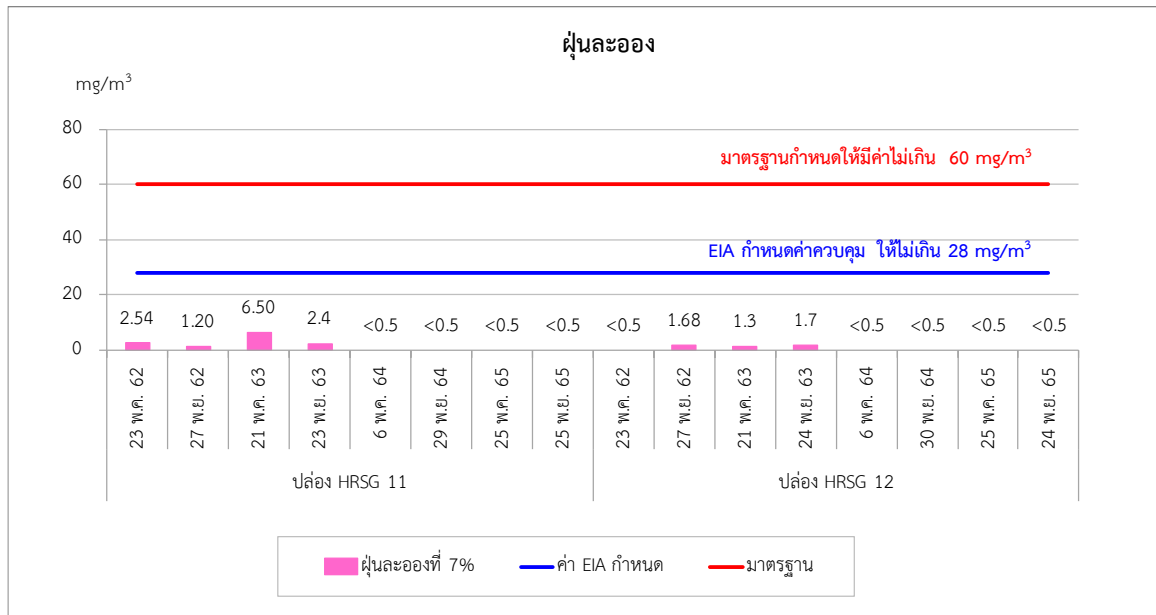 ฝุ่นละออง
mg/m³
80
มาตรฐานกำหนดให้มีค่าไม่เกิน 60 mg/m³
60
40
EIA กำหนดค่าควบคุม ให้ไม่เกิน 28 mg/m³
20
2.54 1.20 6.50 2.4 <0.5 <0.5 <0.5 <0.5 <0.5 1.68 1.3 1.7 <0.5 <0.5 <0.5 <0.5
0
23 พ.ค. 62
27 พ.ย. 62
21 พ.ค. 63
23 พ.ย. 63
6 พ.ค. 64
29 พ.ย. 64
25 พ.ค. 65
25 พ.ย. 65
23 พ.ค. 62
27 พ.ย. 62
21 พ.ค. 63
24 พ.ย. 63
6 พ.ค. 64
30 พ.ย. 64
25 พ.ค. 65
24 พ.ย. 65
ปล่อง HRSG 11 ปล่อง HRSG 12
ฝุ่นละอองที่ 7% ค่า EIA กำหนด มาตรฐาน